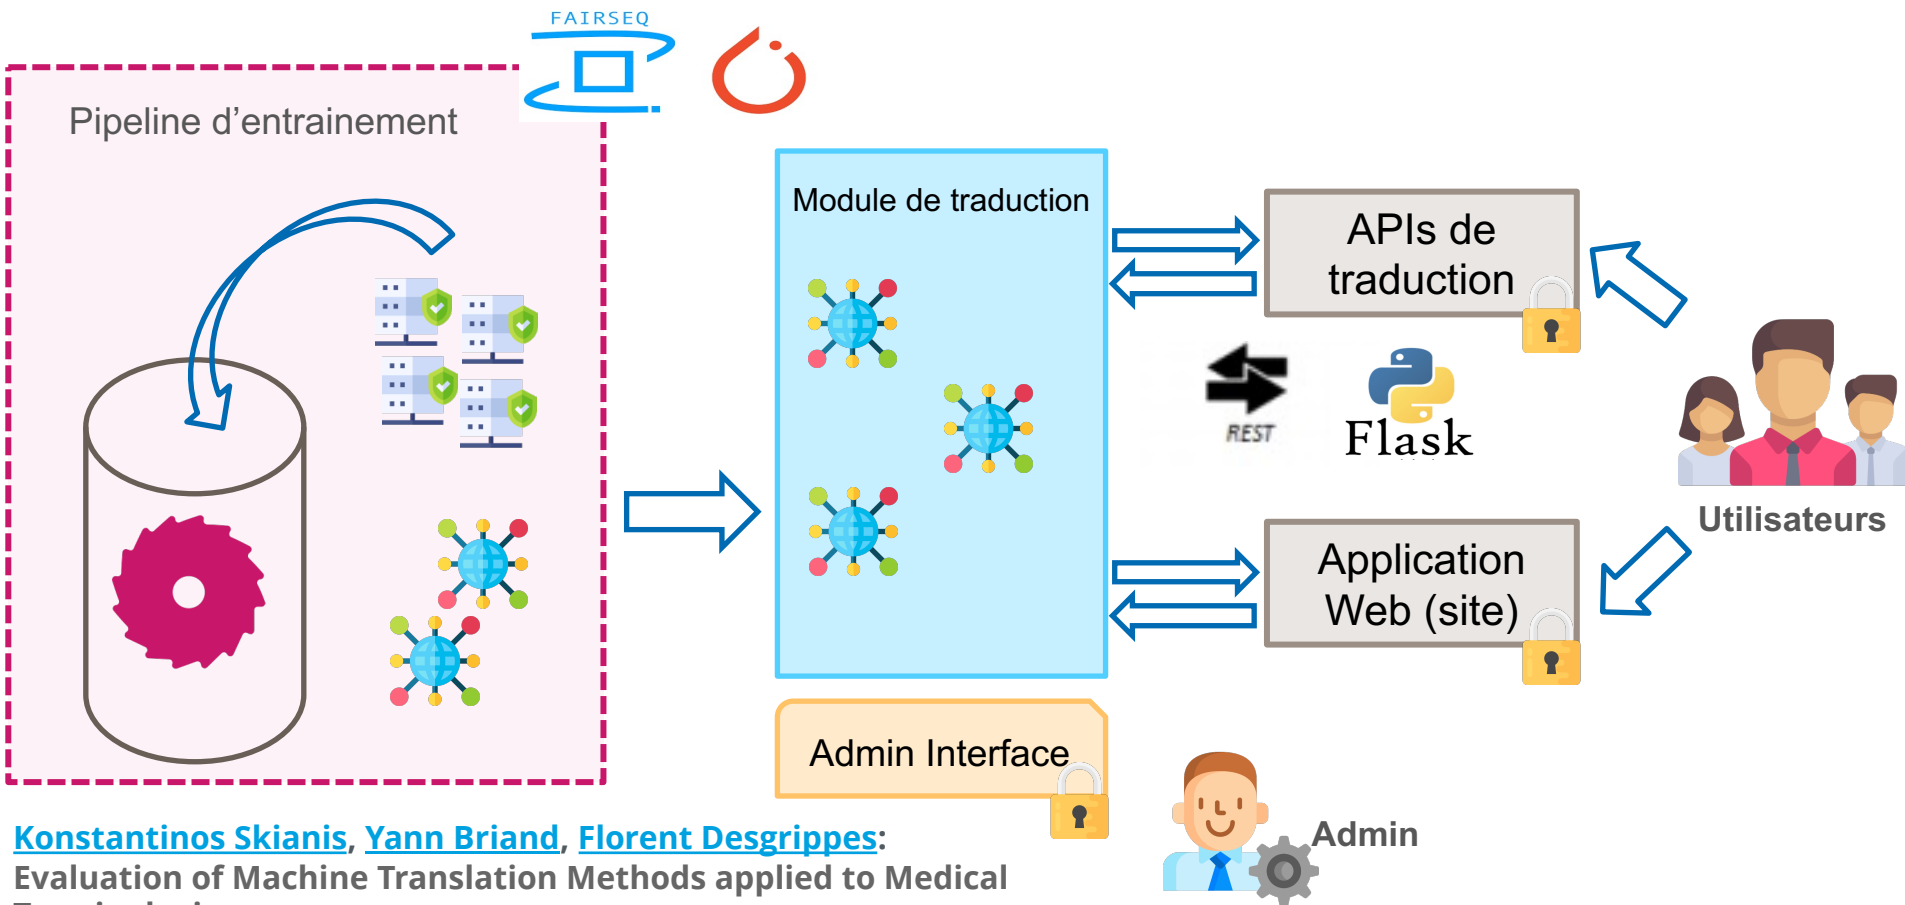 FAIRSEQ
Pipeline d'entrainement
Module de traduction
APIs de
traduction
REST
Flask
Utilisateurs
Application
Web (site)
Admin Interface
Admin
Konstantinos Skianis, Yann Briand, Florent Desgrippes:
Evaluation of Machine Translation Methods applied to Medical